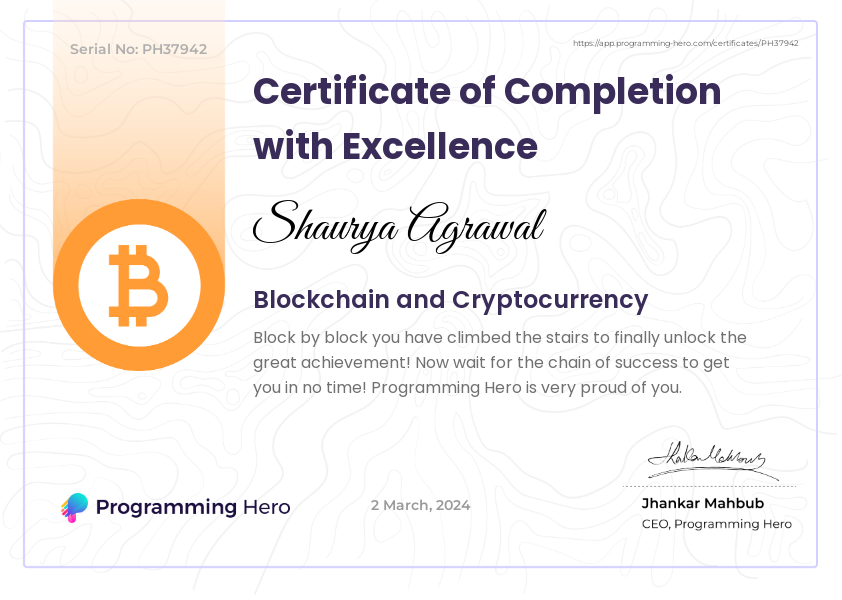 Serial No: PH37942
https://app.programming-hero.com/certificates/PH37942
Certificate of Completion
with Excellence
Shaurya Agrawal
Blockchain and Cryptocurrency
Block by block you have climbed the stairs to finally unlock the
great achievement! Now wait for the chain of success to get
you in no time! Programming Hero is very proud of you.
Programming Hero
2 March, 2024
Jhankar Mahbub
CEO, Programming Hero